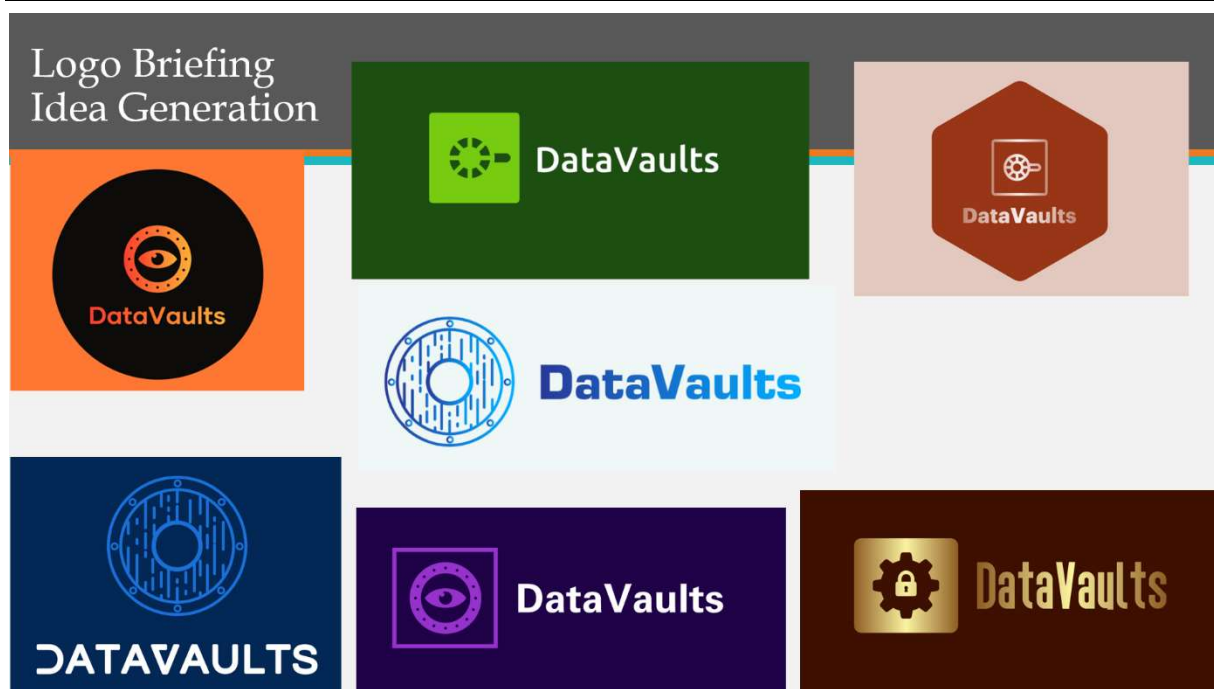 Logo Briefing
Idea Generation
DataVaults
DataVaults
DataVaults
DataVaults
DATAVAULTS
DataVaults
DataVaults